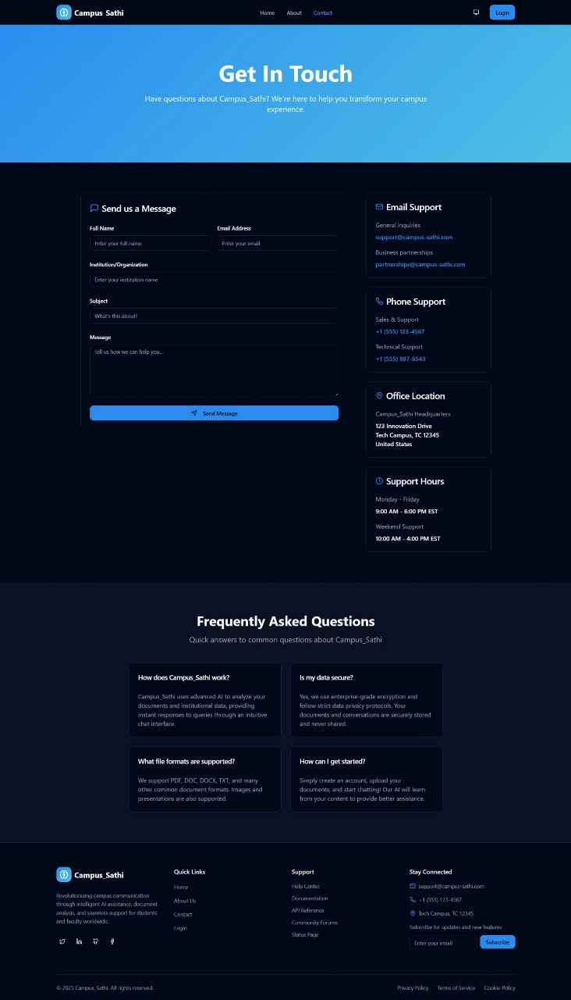 Campus_Sathi
Home About Contact
Login
Get In Touch
Have questions about Campus_Sathi? We're here to help you transform your campus
experience.
Send us a Message
Full Name
Enter your full name
Email Address
Enter your email
Institution/Organization
Enter your institution name
Subject
What's this about?
Message
Tell us how we can help you...
Send Message
Email Support
General inquiries
support@campus-sathi.com
Business partnerships
partnerships@campus-sathi.com
Phone Support
Sales & Support
+1 (555) 123-4567
Technical Support
+1 (555) 987-6543
Office Location
Campus_Sathi Headquarters
123 Innovation Drive
Tech Campus, TC 12345
United States
Support Hours
Monday - Friday
9:00 AM - 6:00 PM EST
Weekend Support
10:00 AM - 4:00 PM EST
Frequently Asked Questions
Quick answers to common questions about Campus_Sathi
How does Campus_Sathi work?
Campus_Sathi uses advanced AI to analyze your
documents and institutional data, providing
instant responses to queries through an intuitive
chat interface.
Is my data secure?
Yes, we use enterprise-grade encryption and
follow strict data privacy protocols. Your
documents and conversations are securely stored
and never shared.
What file formats are supported?
We support PDF, DOC, DOCX, TXT, and many
other common document formats. Images and
presentations are also supported.
How can I get started?
Simply create an account, upload your
documents, and start chatting! Our AI will learn
from your content to provide better assistance.
Campus_Sathi
Revolutionizing campus communication
through intelligent AI assistance, document
analysis, and seamless support for students
and faculty worldwide.
Quick Links
Home
About Us
Contact
Login
Support
Help Center
Documentation
API Reference
Community Forums
Status Page
Stay Connected
support@campus-sathi.com
+1 (555) 123-4567
Tech Campus, TC 12345
Subscribe for updates and new features
Enter your email
Subscribe
© 2025 Campus_Sathi. All rights reserved.
Privacy Policy Terms of Service Cookie Policy